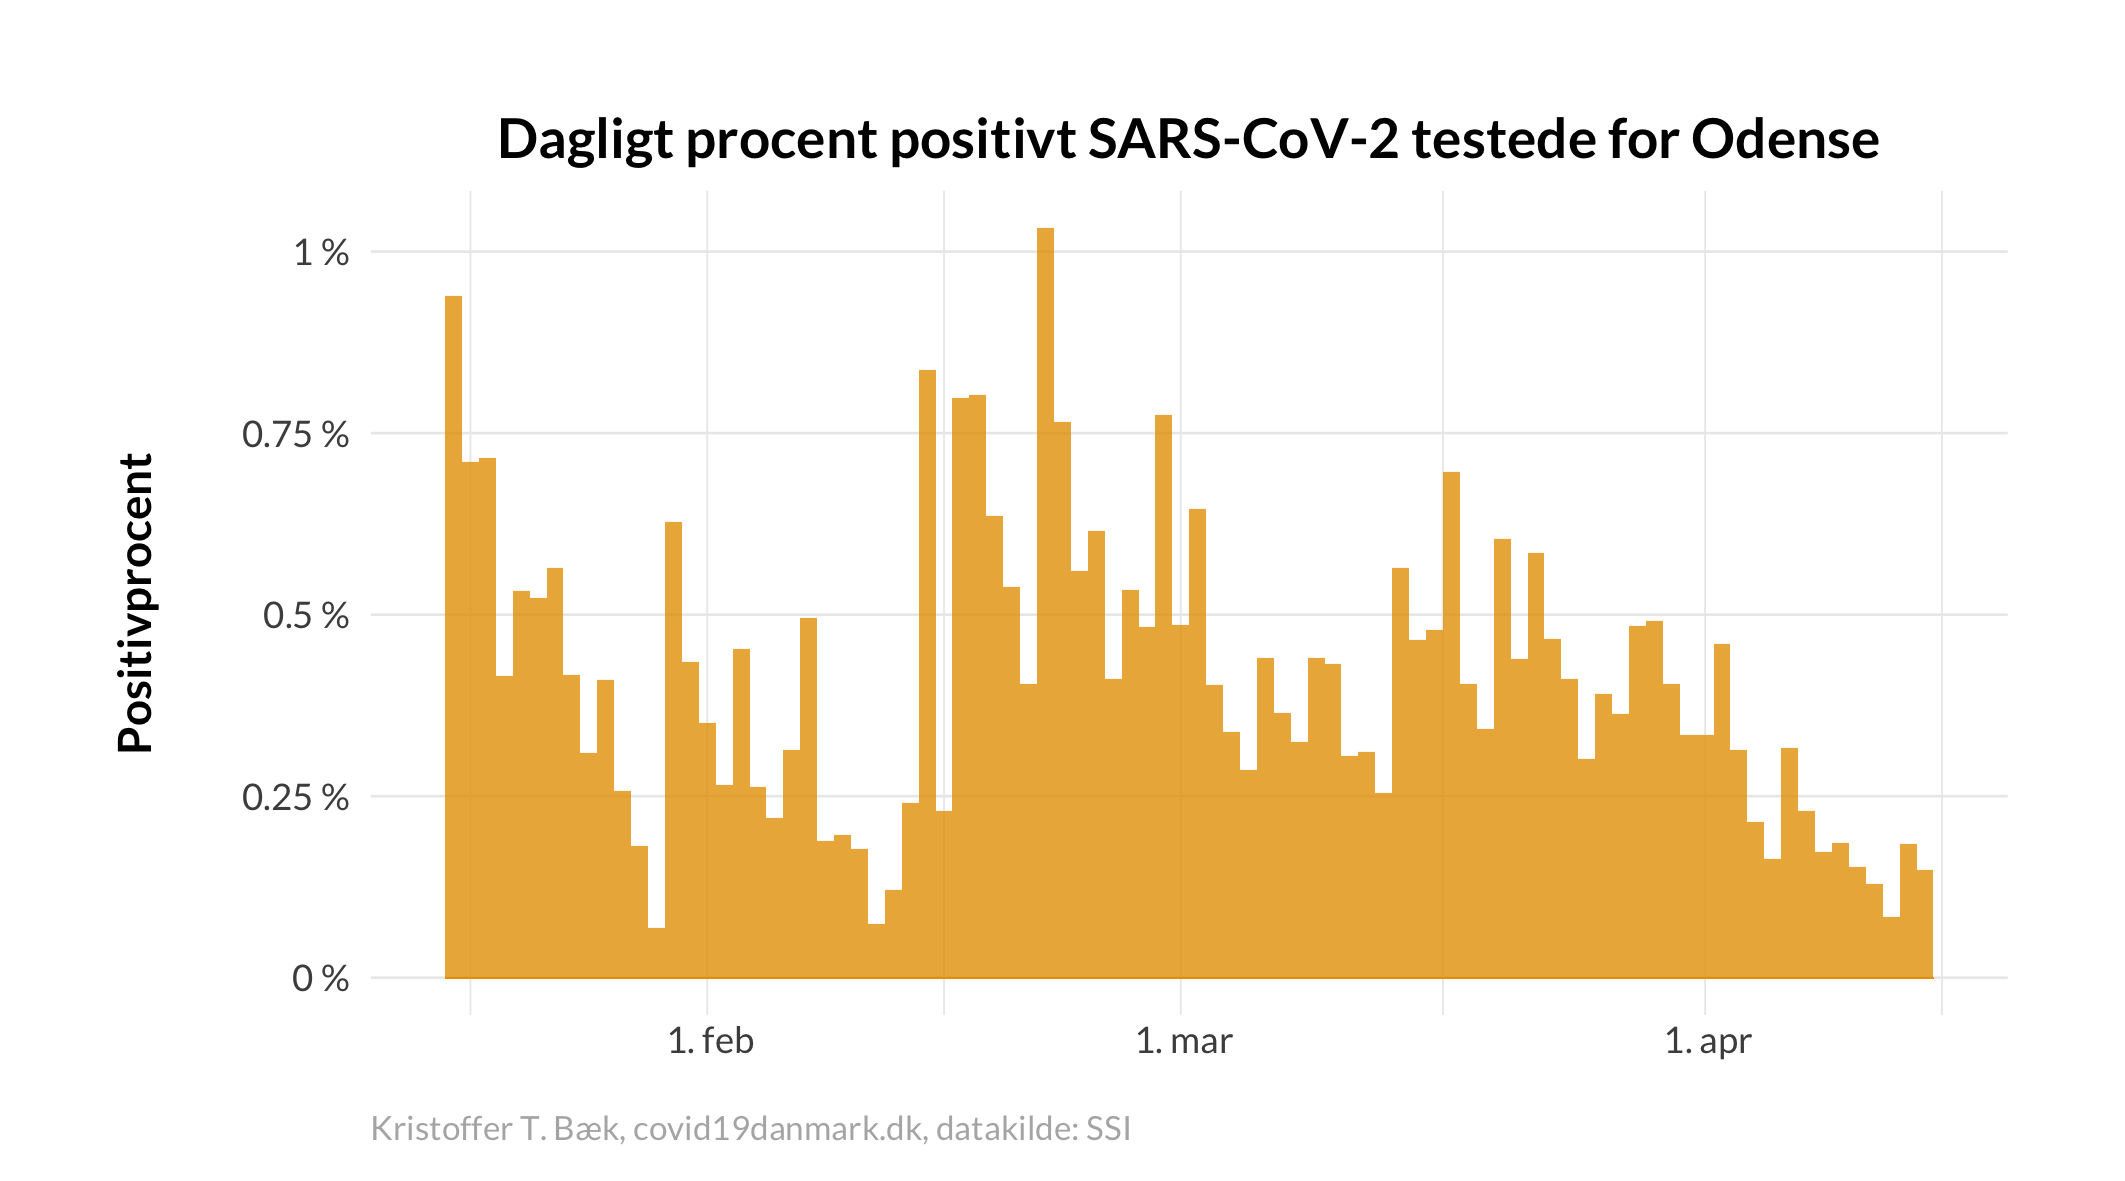 Dagligt procent positivt SARS-CoV-2 testede for Odense
Positivprocent
1 %
0.75 %
0.5 %
0.25 %
0 %
1. feb
1. mar
1. apr
Kristoffer T. Bæk, covid19danmark.dk, datakilde: SSI